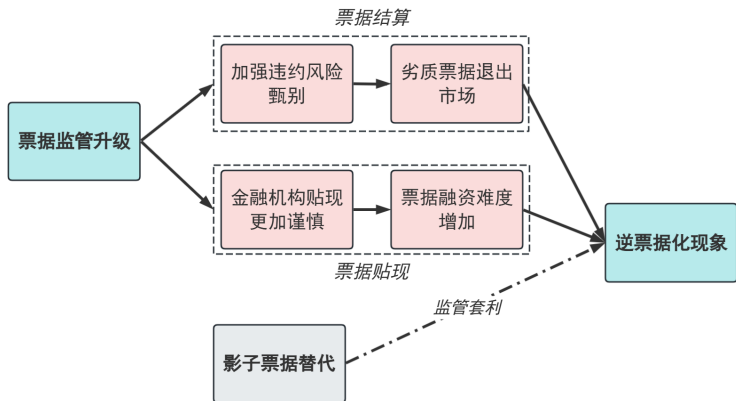 票据结算
加强违约风险
甄别
劣质票据退出
市场
票据监管升级
金融机构贴现
更加谨慎
票据融资难度
增加
逆票据化现象
票据贴现
监管套利
影子票据替代